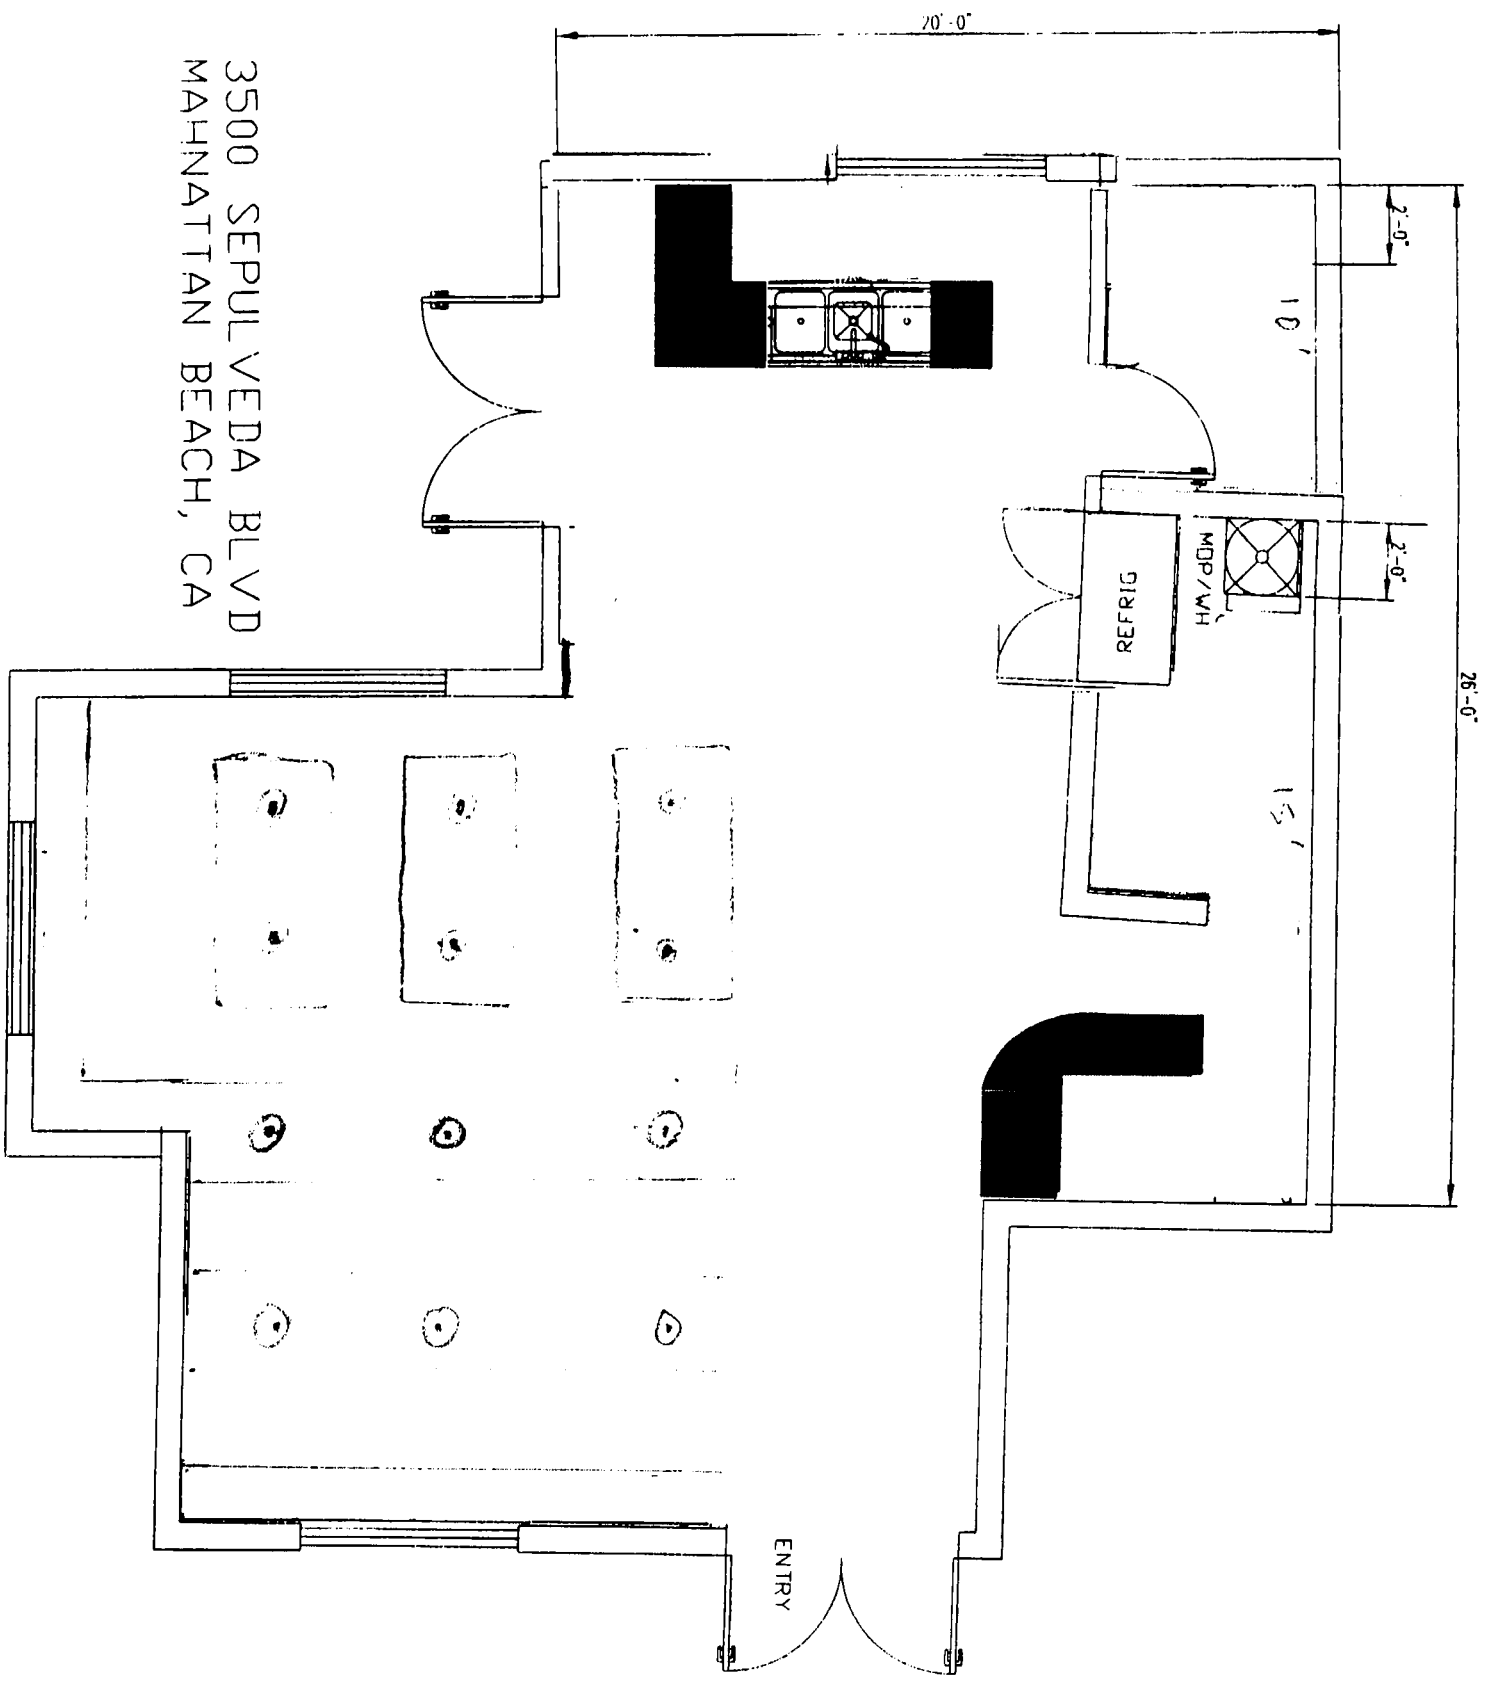 20'-0"
3500 SEPULVEDA BLVD
MAHNATTAN BEACH, CA
2'-0"
10'
2'-0"
MOP/WH
REFRIG
26'-0"
15'
ENTRY